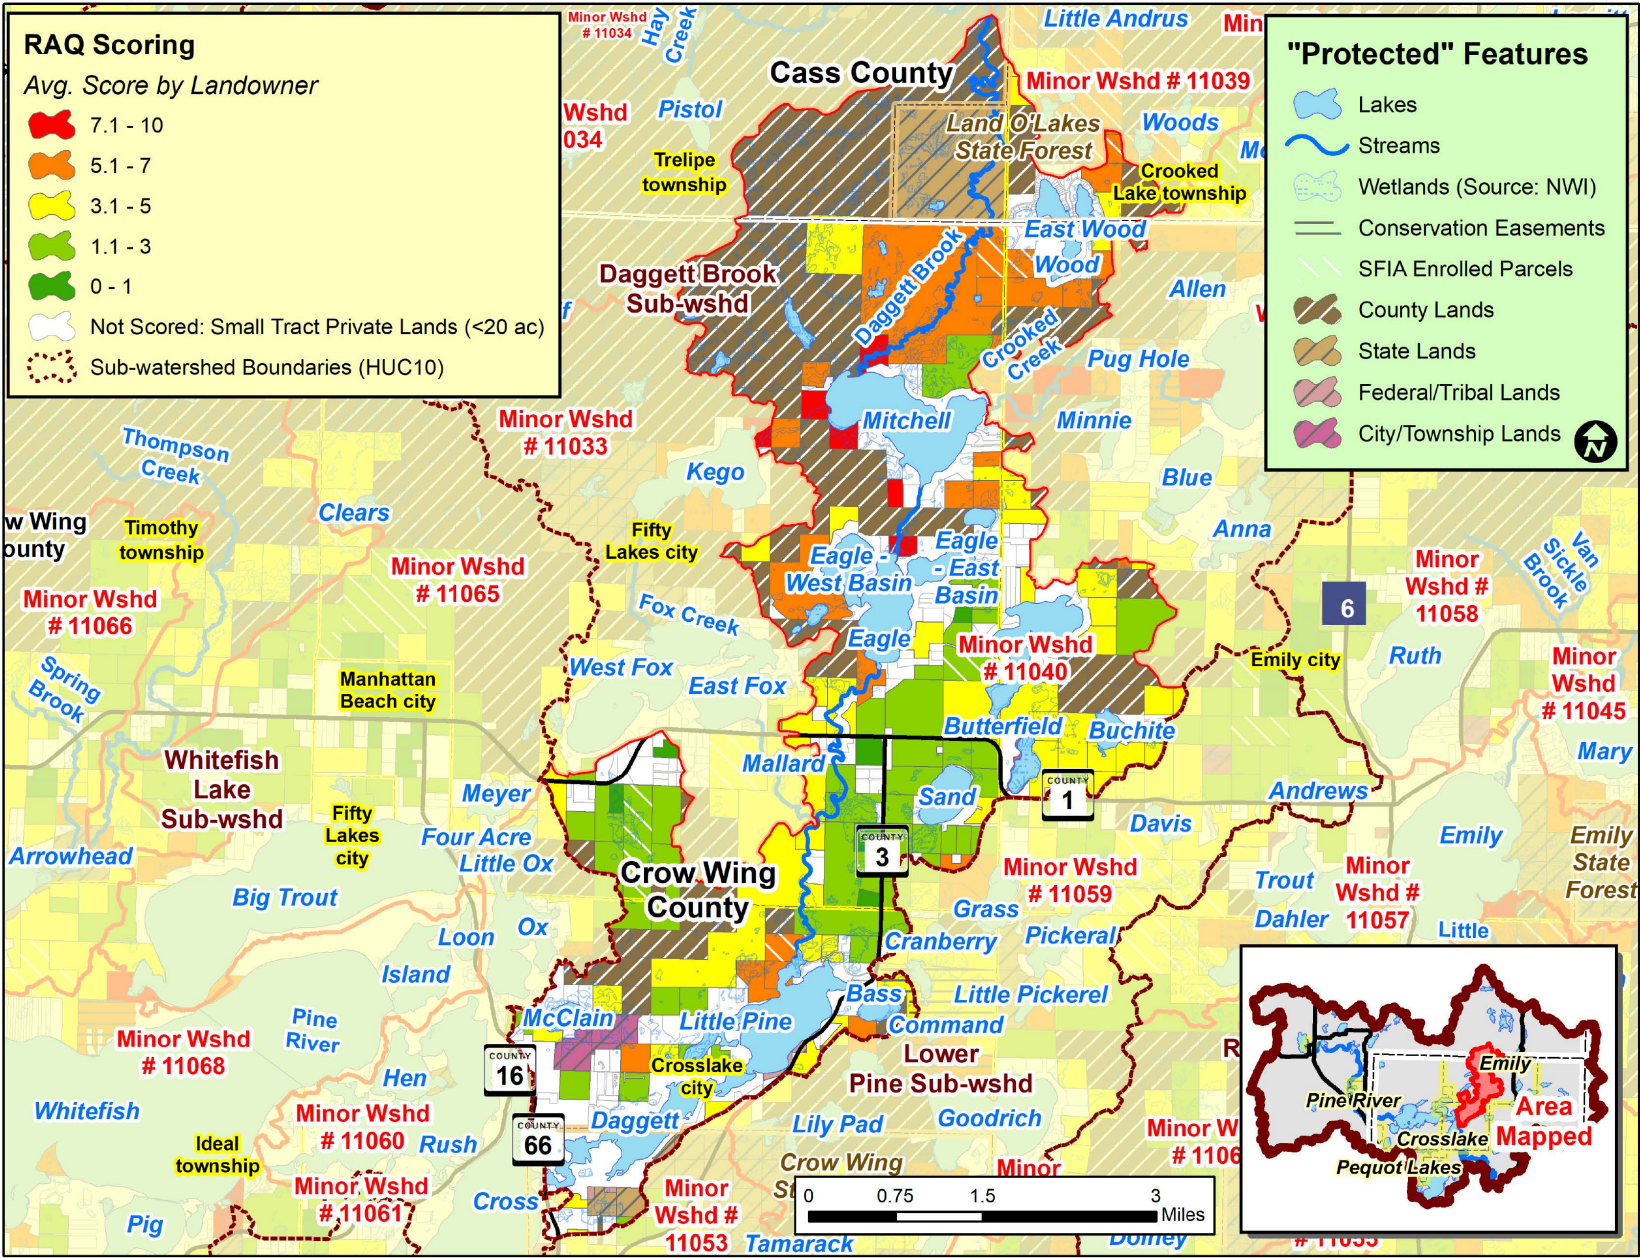 RAQ Scoring
Avg. Score by Landowner
7.1 - 10
5.1 - 7
3.1 - 5
1.1 - 3
0 - 1
Not Scored: Small Tract Private Lands (<20 ac)
Sub-watershed Boundaries (HUC10)
"Protected" Features
Lakes
Streams
Wetlands (Source: NWI)
Conservation Easements
SFIA Enrolled Parcels
County Lands
State Lands
Federal/Tribal Lands
City/Township Lands
N
Minor Wshd
# 11034
Hay
Creek
Little Andrus
Min
Cass County
Minor Wshd # 11039
Wshd
034
Pistol
Land O'Lakes
State Forest
Woods
Trelipe
township
Crooked
Lake township
East Wood
Wood
Daggett Brook
Daggett Brook
Sub-wshd
Allen
Crooked
Creek
Pug Hole
Minor Wshd
# 11033
Mitchell
Minnie
Thompson
Creek
Kego
Blue
Clears
w Wing
ounty
Timothy
township
Fifty
Lakes city
Anna
Eagle -
West Basin
Eagle
- East
Basin
Van
Sickle
Brook
Minor Wshd
# 11065
Minor
Wshd #
11058
6
Minor Wshd
# 11066
Fox Creek
Eagle
Minor Wshd
# 11040
Emily city
Ruth
Minor
Wshd
# 11045
Spring
Brook
West Fox
East Fox
Manhattan
Beach city
Butterfield
Buchite
Mary
Whitefish
Lake
Sub-wshd
Mallard
Meyer
Sand
COUNTY
1
Andrews
Fifty
Lakes
city
Four Acre
Little Ox
COUNTY
3
Davis
Emily
Emily
State
Forest
Arrowhead
Crow Wing
County
Minor Wshd
# 11059
Trout
Minor
Wshd #
11057
Big Trout
Grass
Dahler
Little
Loon
Ox
Cranberry
Pickeral
Island
Bass
Little Pickerel
McClain
Little Pine
Command
Pine
River
Minor Wshd
# 11068
COUNTY
16
Crosslake
city
Lower
Pine Sub-wshd
Hen
Whitefish
Minor Wshd
# 11060
Rush
COUNTY
66
Daggett
Lily Pad
Goodrich
Minor W
# 116
Ideal
township
Crow Wing
Minor
Minor Wshd
# 11061
Cross
Minor
Wshd #
11053
Pig
Tamarack
0 0.75 1.5 3
Miles
Emily
Pine River
Area
Mapped
Crosslake
Pequot Lakes